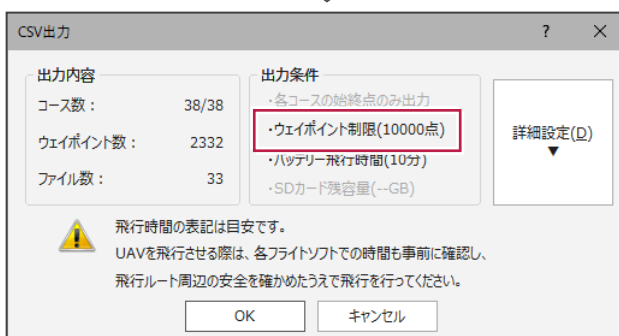 CSV出力 ? ×
出力内容
コース数： 38/38
ウェイポイント数： 2332
ファイル数： 33
出力条件
・各コースの始終点のみ出力
・ウェイポイント制限(10000点)
・バッテリー飛行時間(10分)
・SDカード残容量(--GB)
詳細設定(D)
▼
飛行時間の表記は目安です。
UAVを飛行させる際は、各フライトソフトでの時間も事前に確認し、
飛行ルート周辺の安全を確かめたうえで飛行を行ってください。
OK キャンセル